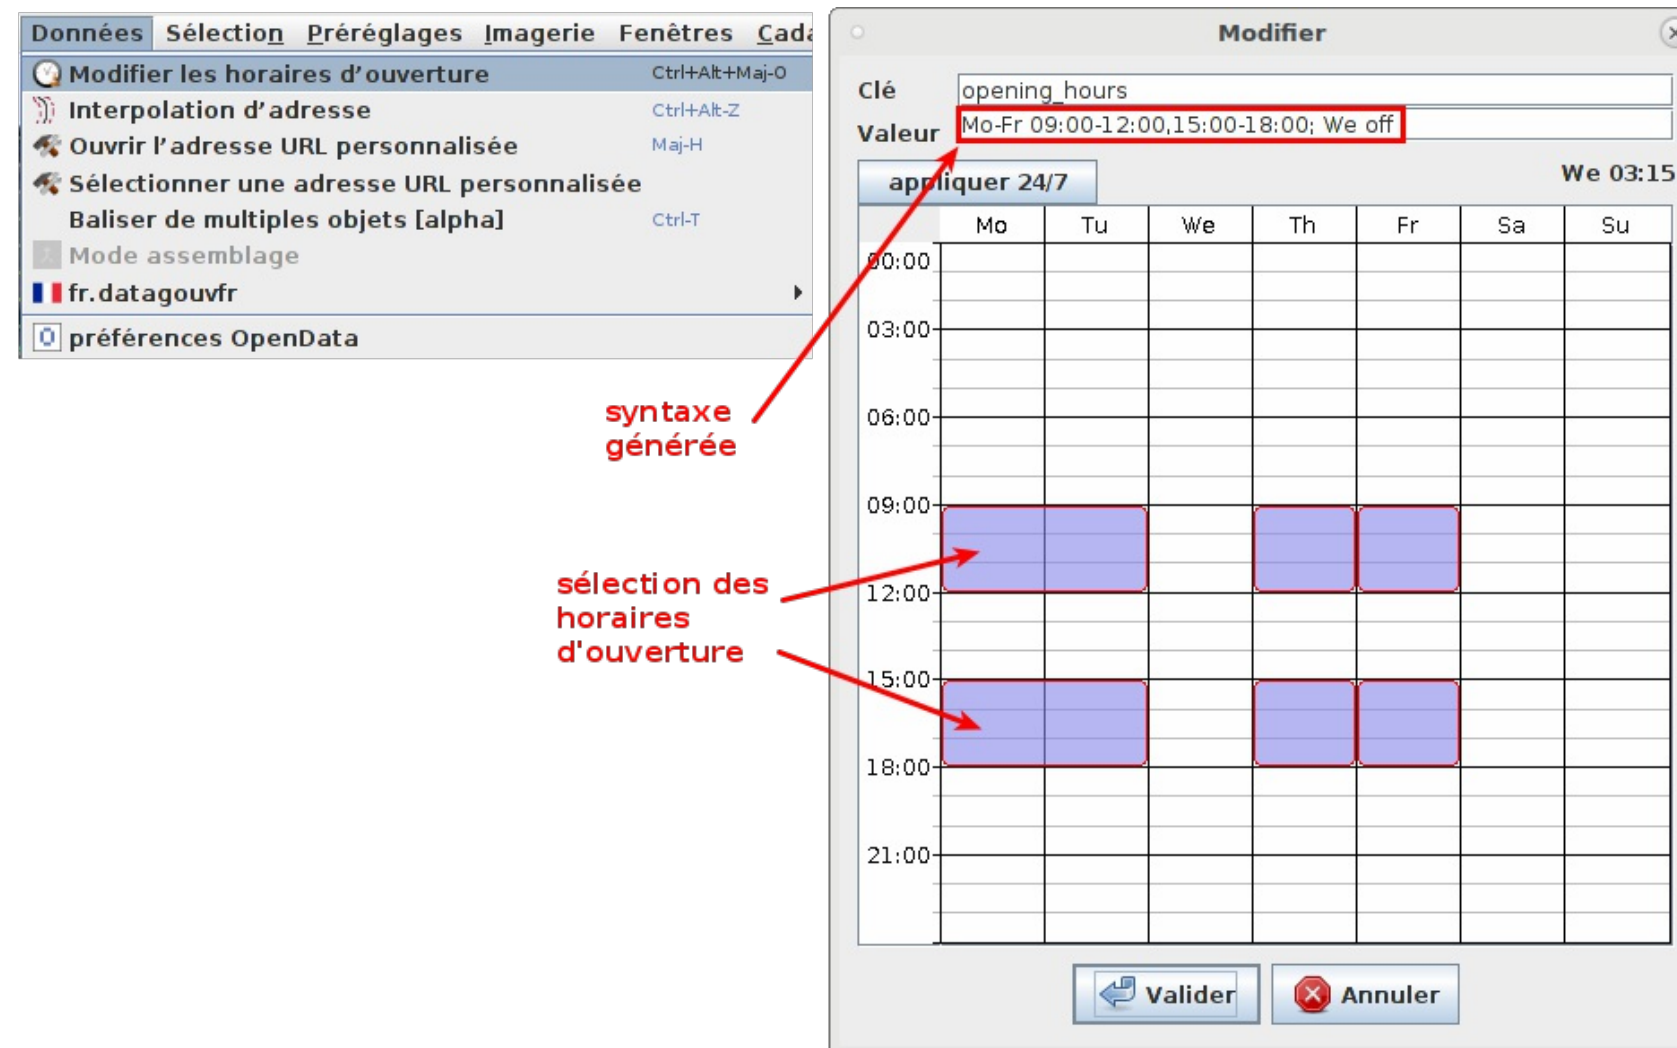 Données Sélection Préréglages Imagerie Fenêtres Cada
Modifier les horaires d'ouverture Ctrl+Alt+Maj-O
Interpolation d'adresse Ctrl+Alt-Z
Ouvrir l'adresse URL personnalisée Maj-H
Sélectionner une adresse URL personnalisée
Baliser de multiples objets [alpha] Ctrl-T
Mode assemblage
fr.datagouvfr
préférences OpenData
syntaxe
générée
sélection des
horaires
d'ouverture
Modifier
Clé opening_hours
Valeur Mo-Fr 09:00-12:00,15:00-18:00; We off
appliquer 24/7 We 03:15
Mo Tu We Th Fr Sa Su
00:00
03:00
06:00
09:00
12:00
15:00
18:00
21:00
Valider Annuler